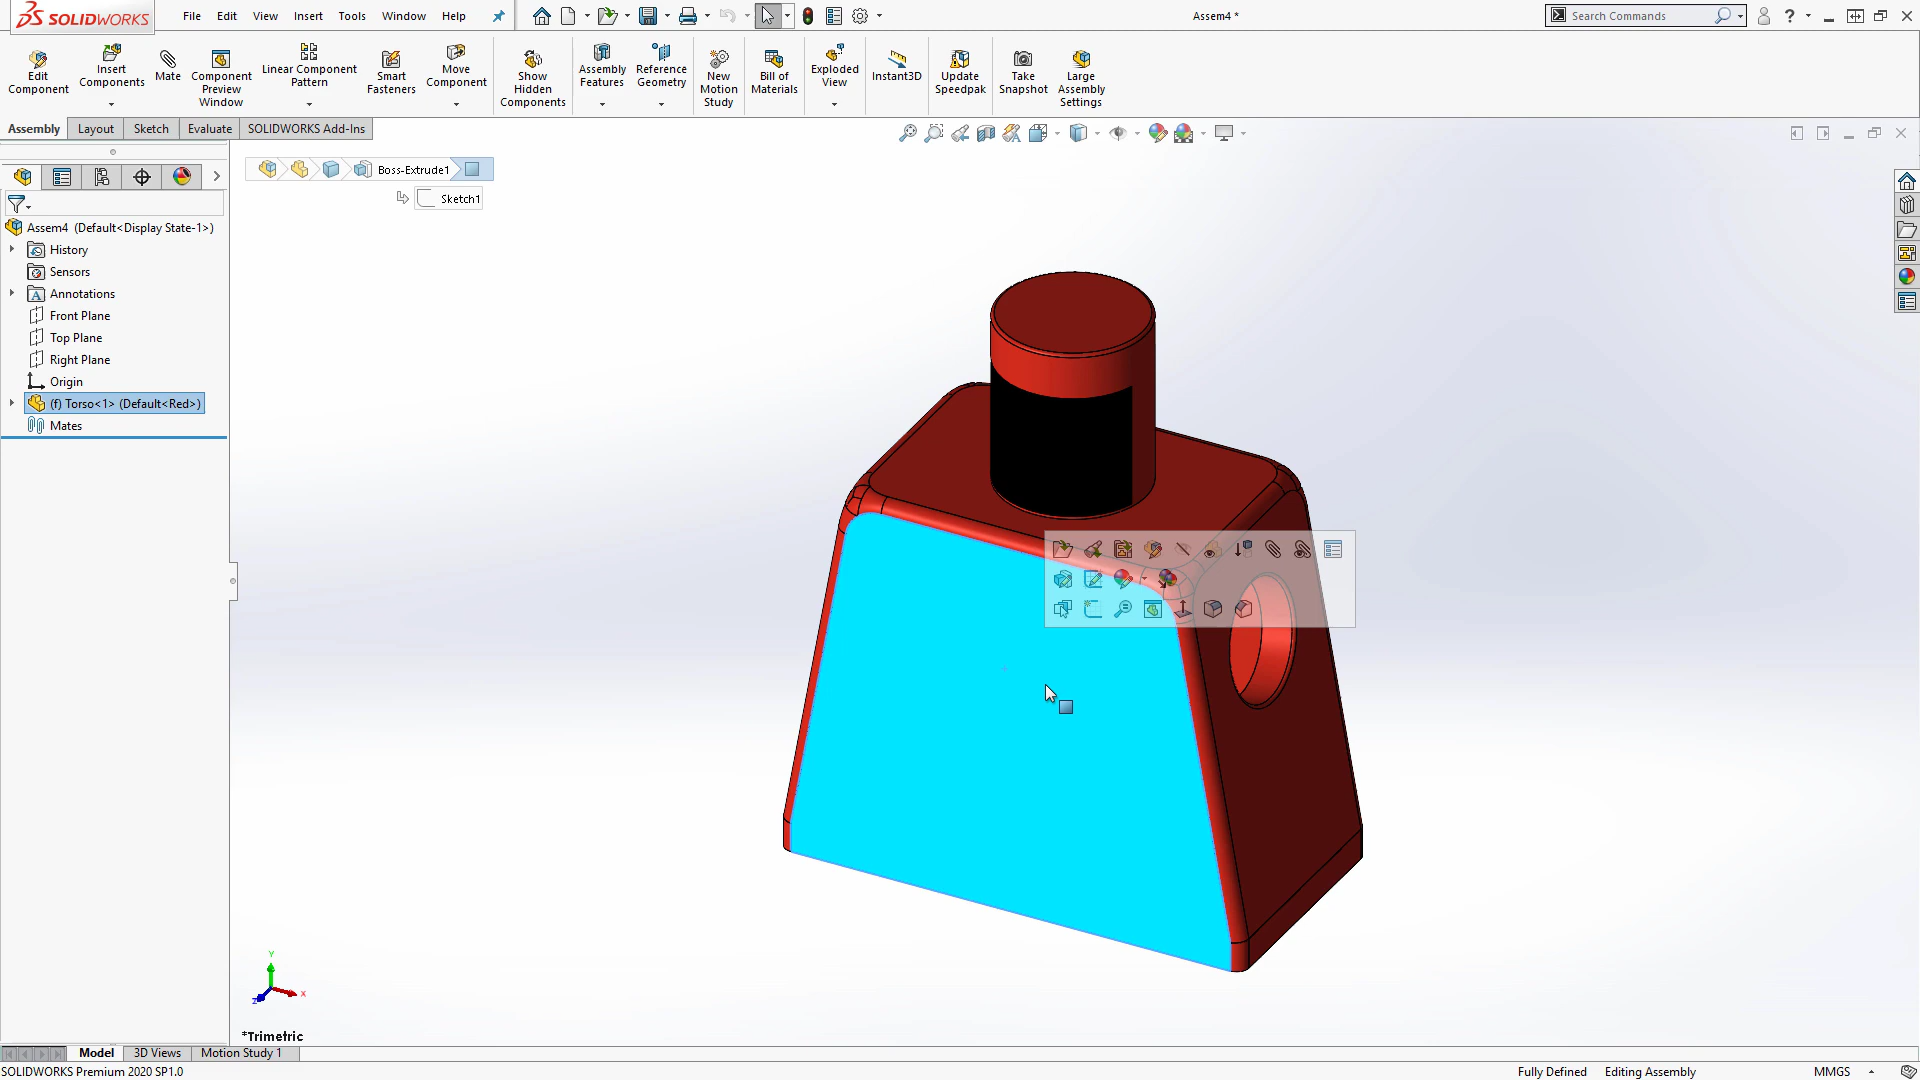 SOLIDWORKS
File Edit View Insert Tools Window Help
Assem4 *
Search Commands
Edit Component
Insert Components
Mate
Component Preview Window
Linear Component Pattern
Smart Fasteners
Move Component
Show Hidden Components
Assembly Features
Reference Geometry
New Motion Study
Bill of Materials
Exploded View
Instant3D
Update Speedpak
Take Snapshot
Large Assembly Settings
Assembly Layout Sketch Evaluate SOLIDWORKS Add-Ins
Boss-Extrude1
Sketch1
Assem4 (Default<Display State-1>)
History
Sensors
Annotations
Front Plane
Top Plane
Right Plane
Origin
(f) Torso<1> (Default<Red>)
Mates
Y
X
Z
*Trimetric
Model 3D Views Motion Study 1
SOLIDWORKS Premium 2020 SP1.0
Fully Defined Editing Assembly MMGS